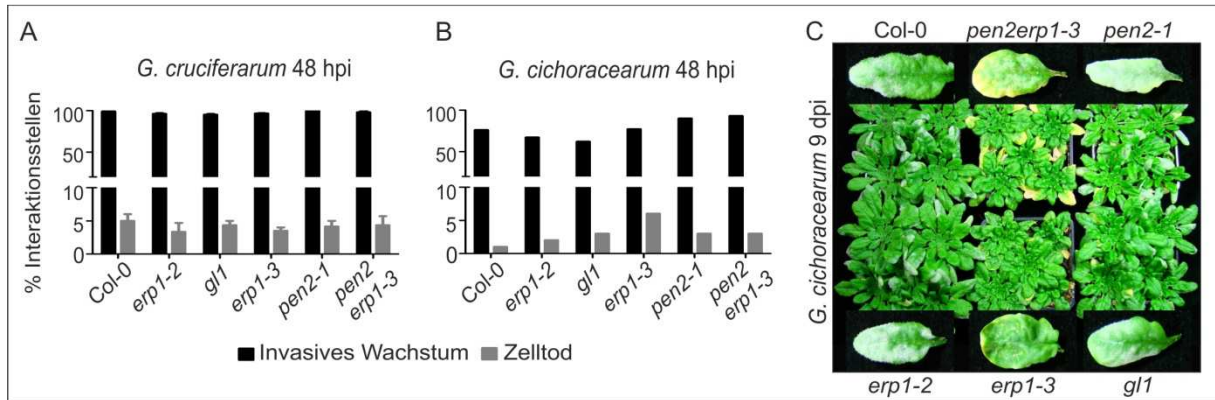 A
G. cruciferarum 48 hpi
% Interaktionsstellen
100
50
10
5
0
Col-0
erp1-2
gl1
erp1-3
pen2-1
pen2
erp1-3
B
G. cichoracearum 48 hpi
100
50
10
5
0
Col-0
erp1-2
gl1
erp1-3
pen2-1
pen2
erp1-3
Invasives Wachstum Zelltod
C
Col-0 pen2erp1-3 pen2-1
G. cichoracearum 9 dpi
erp1-2 erp1-3 gl1